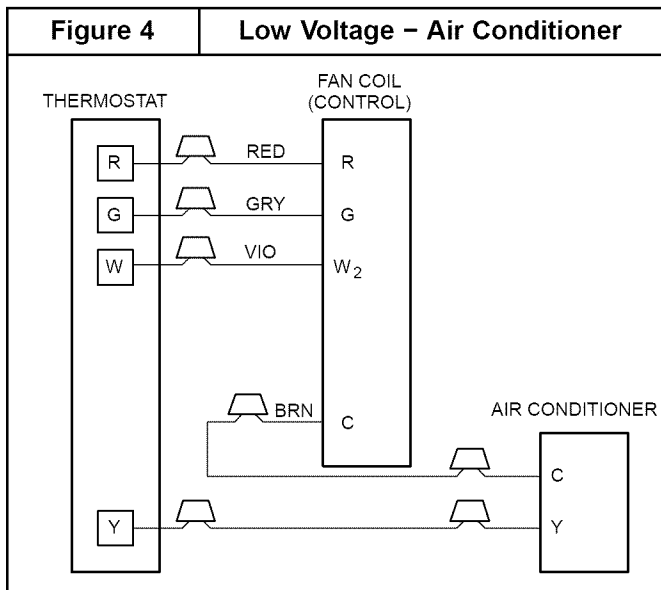 Figure 4
Low Voltage – Air Conditioner
THERMOSTAT
FAN COIL
(CONTROL)
R
RED
R
G
GRY
G
W
VIO
W2
BRN
C
AIR CONDITIONER
C
Y
Y